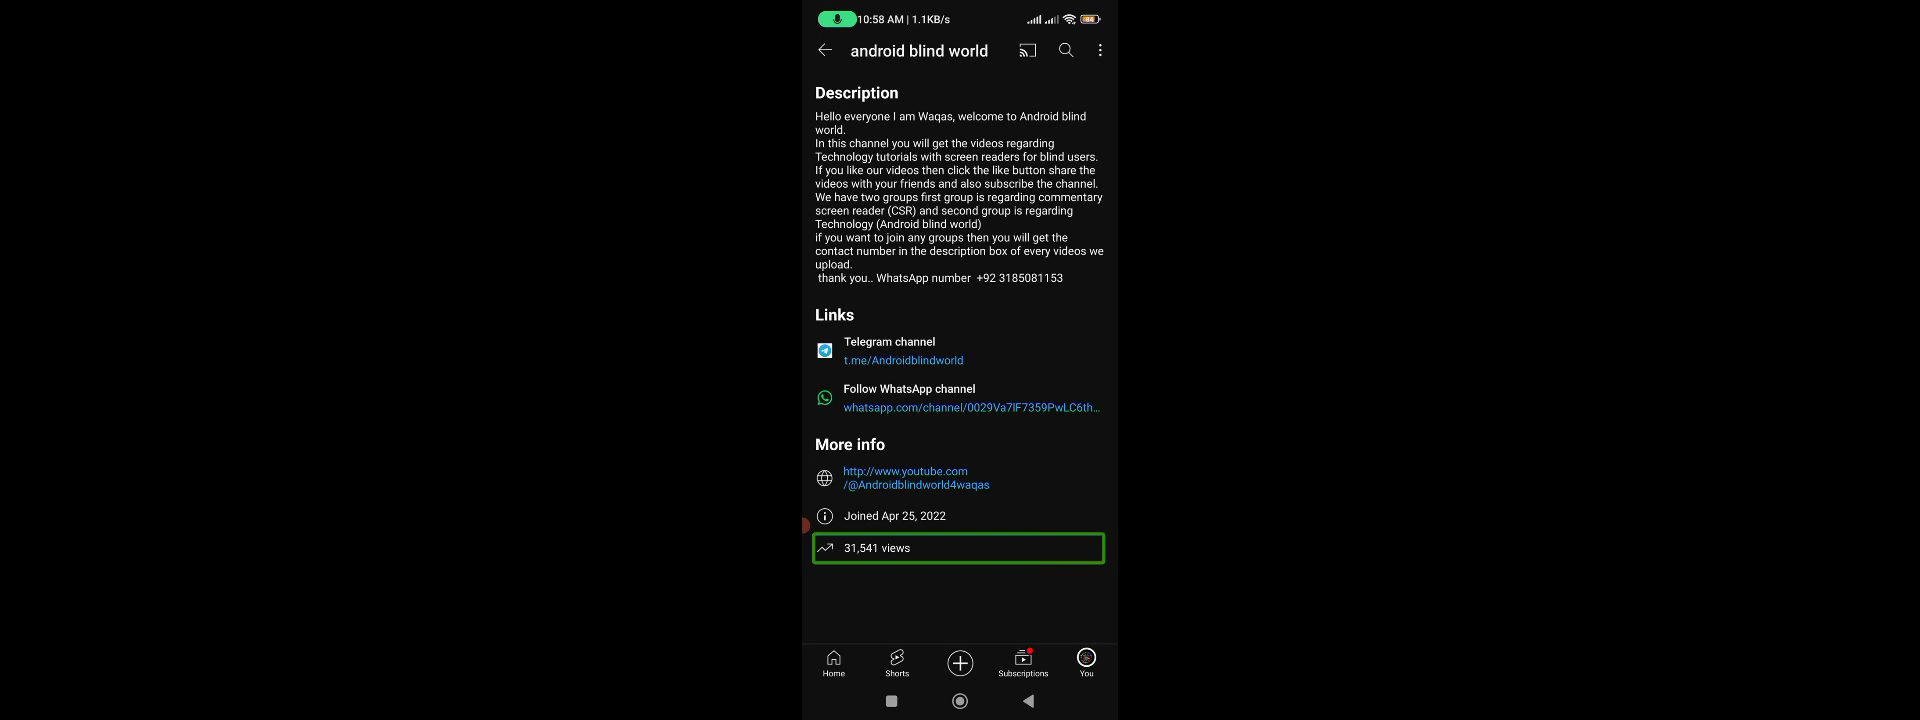 10:58 AM | 1.1KB/s
84
android blind world
Description
Hello everyone I am Waqas, welcome to Android blind
world.
In this channel you will get the videos regarding
Technology tutorials with screen readers for blind users.
If you like our videos then click the like button share the
videos with your friends and also subscribe the channel.
We have two groups first group is regarding commentary
screen reader (CSR) and second group is regarding
Technology (Android blind world)
if you want to join any groups then you will get the
contact number in the description box of every videos we
upload.
thank you.. WhatsApp number +92 3185081153
Links
Telegram channel
t.me/Androidblindworld
Follow WhatsApp channel
whatsapp.com/channel/0029Va7lF7359PwLC6th...
More info
http://www.youtube.com
/@Androidblindworld4waqas
Joined Apr 25, 2022
31,541 views
Home
Shorts
Subscriptions
You